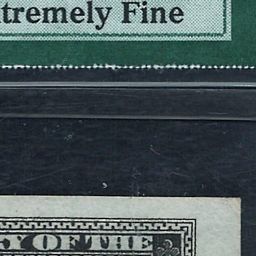 tremely Fine
Y OF THE